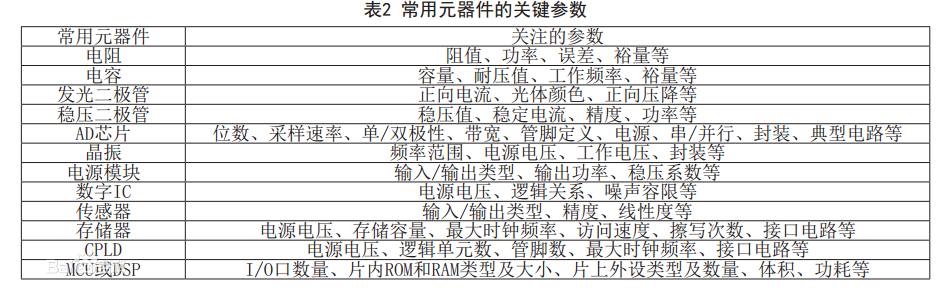 表2 常用元器件的关键参数
常用元器件 关注的参数
电阻 阻值、功率、误差、裕量等
电容 容量、耐压值、工作频率、裕量等
发光二极管 正向电流、光体颜色、正向压降等
稳压二极管 稳压值、稳定电流、精度、功率等
AD芯片 位数、采样速率、单/双极性、带宽、管脚定义、电源、串/并行、封装、典型电路等
晶振 频率范围、电源电压、工作电压、封装等
电源模块 输入/输出类型、输出功率、稳压系数等
数字IC 电源电压、逻辑关系、噪声容限等
传感器 输入/输出类型、精度、线性度等
存储器 电源电压、存储容量、最大时钟频率、访问速度、擦写次数、接口电路等
CPLD 电源电压、逻辑单元数、管脚数、最大时钟频率、接口电路等
MCU或DSP I/O口数量、片内ROM和RAM类型及大小、片上外设类型及数量、体积、功耗等